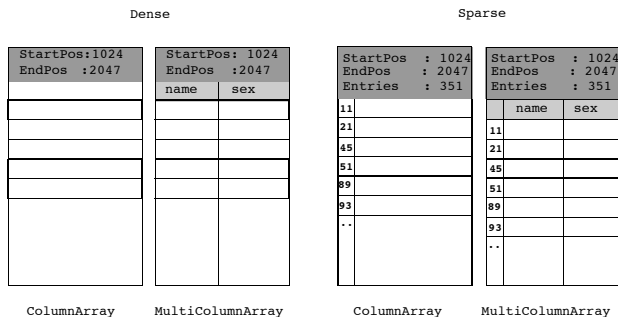 Dense
Sparse
StartPos:1024
EndPos :2047
StartPos: 1024
EndPos :2047
name sex
StartPos : 1024
EndPos : 2047
Entries : 351
11
21
45
51
89
93
..
StartPos : 1024
EndPos : 2047
Entries : 351
name sex
11
21
45
51
89
93
..
ColumnArray
MultiColumnArray
ColumnArray
MultiColumnArray